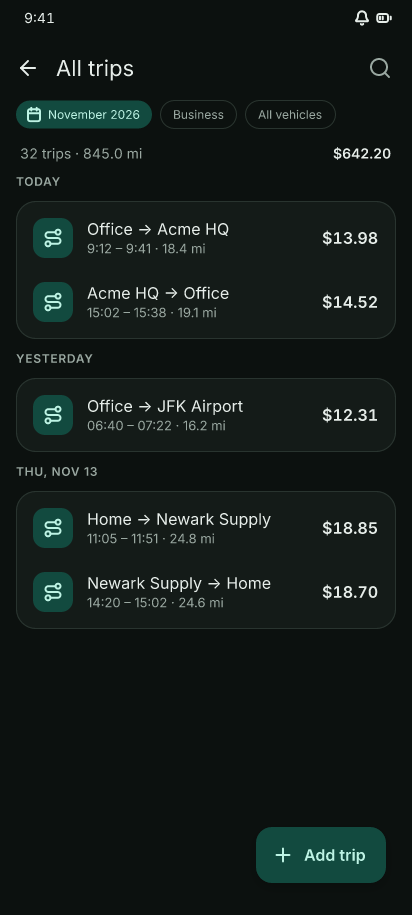 9:41
All trips
November 2026
Business
All vehicles
32 trips · 845.0 mi
$642.20
TODAY
Office → Acme HQ
9:12 – 9:41 · 18.4 mi
$13.98
Acme HQ → Office
15:02 – 15:38 · 19.1 mi
$14.52
YESTERDAY
Office → JFK Airport
06:40 – 07:22 · 16.2 mi
$12.31
THU, NOV 13
Home → Newark Supply
11:05 – 11:51 · 24.8 mi
$18.85
Newark Supply → Home
14:20 – 15:02 · 24.6 mi
$18.70
Add trip